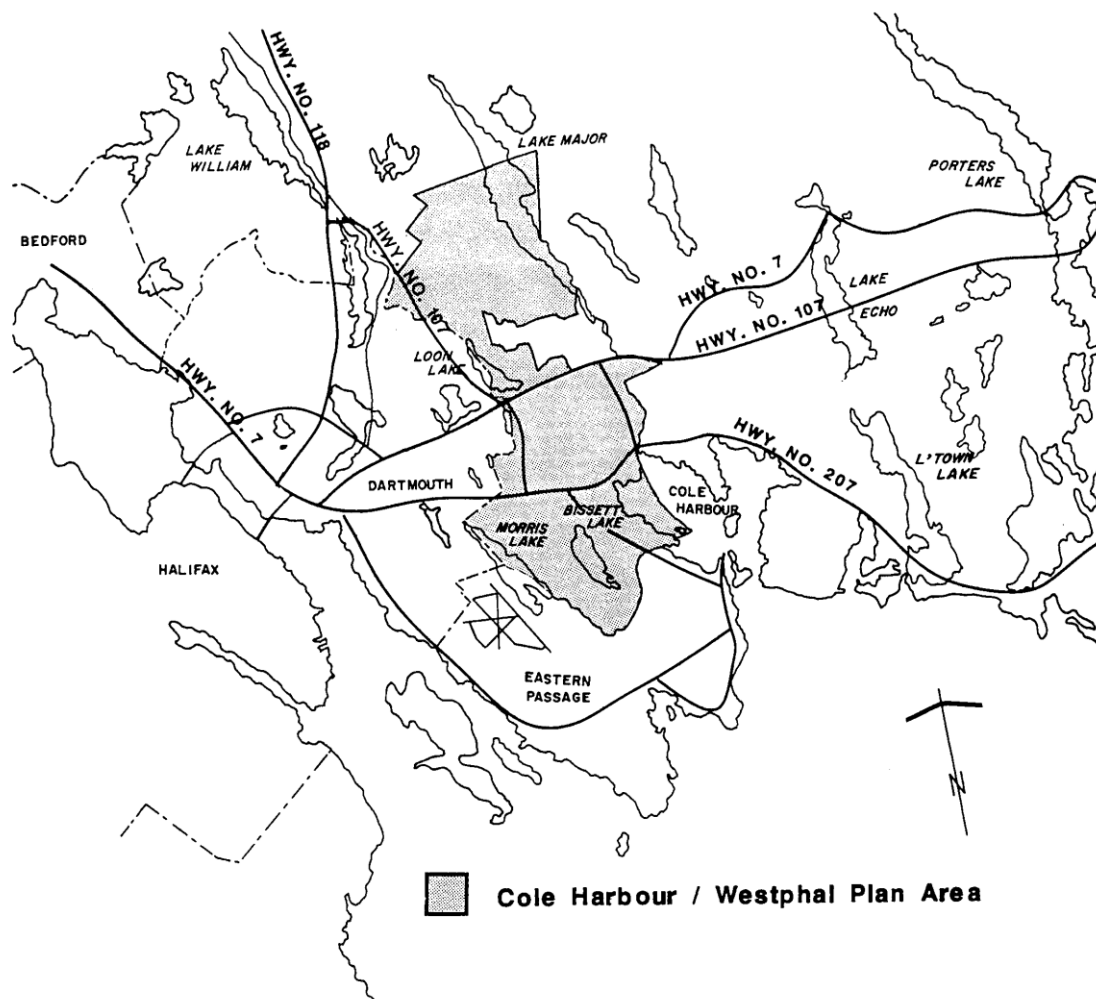 HWY. NO. 118
LAKE MAJOR
LAKE
WILLIAM
PORTERS
LAKE
BEDFORD
HWY. NO. 107
HWY. NO. 7
LAKE
ECHO
HWY. NO. 107
LOON
LAKE
HWY. NO. 7
HWY. NO. 207
L'TOWN
LAKE
DARTMOUTH
COLE
HARBOUR
BISSETT
LAKE
MORRIS
LAKE
HALIFAX
EASTERN
PASSAGE
N
Cole Harbour / Westphal Plan Area